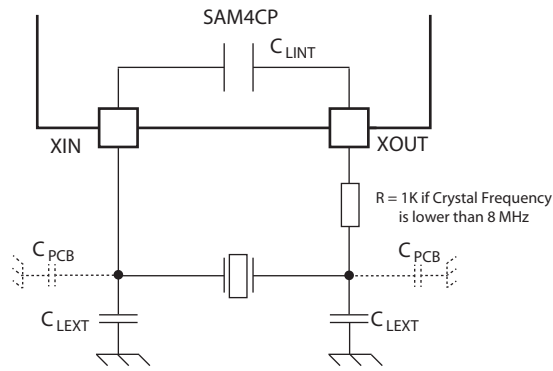 SAM4CP
C LINT
XIN
XOUT
R = 1K if Crystal Frequency
is lower than 8 MHz
C PCB
C PCB
C LEXT
C LEXT